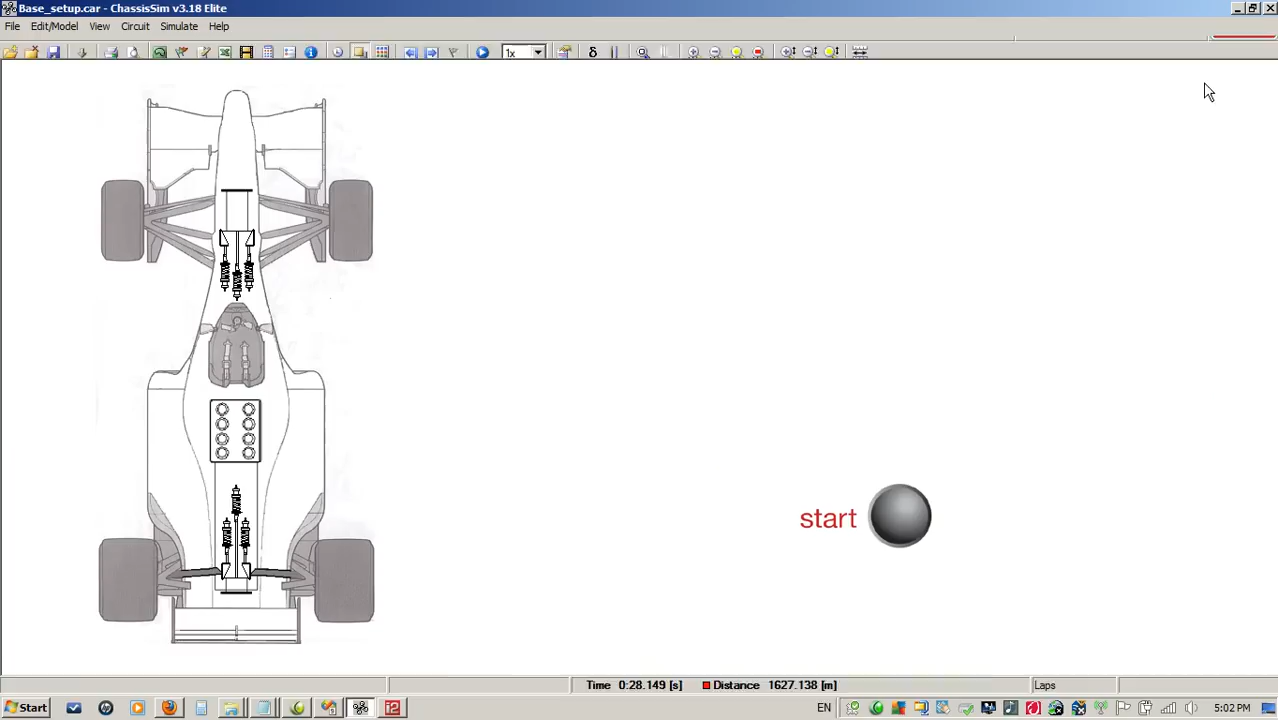 Base_setup.car - ChassisSim v3.18 Elite
File Edit/Model View Circuit Simulate Help
1x δ
start
Time 0:28.149 [s] Distance 1627.138 [m] Laps
Start i2 EN 5:02 PM